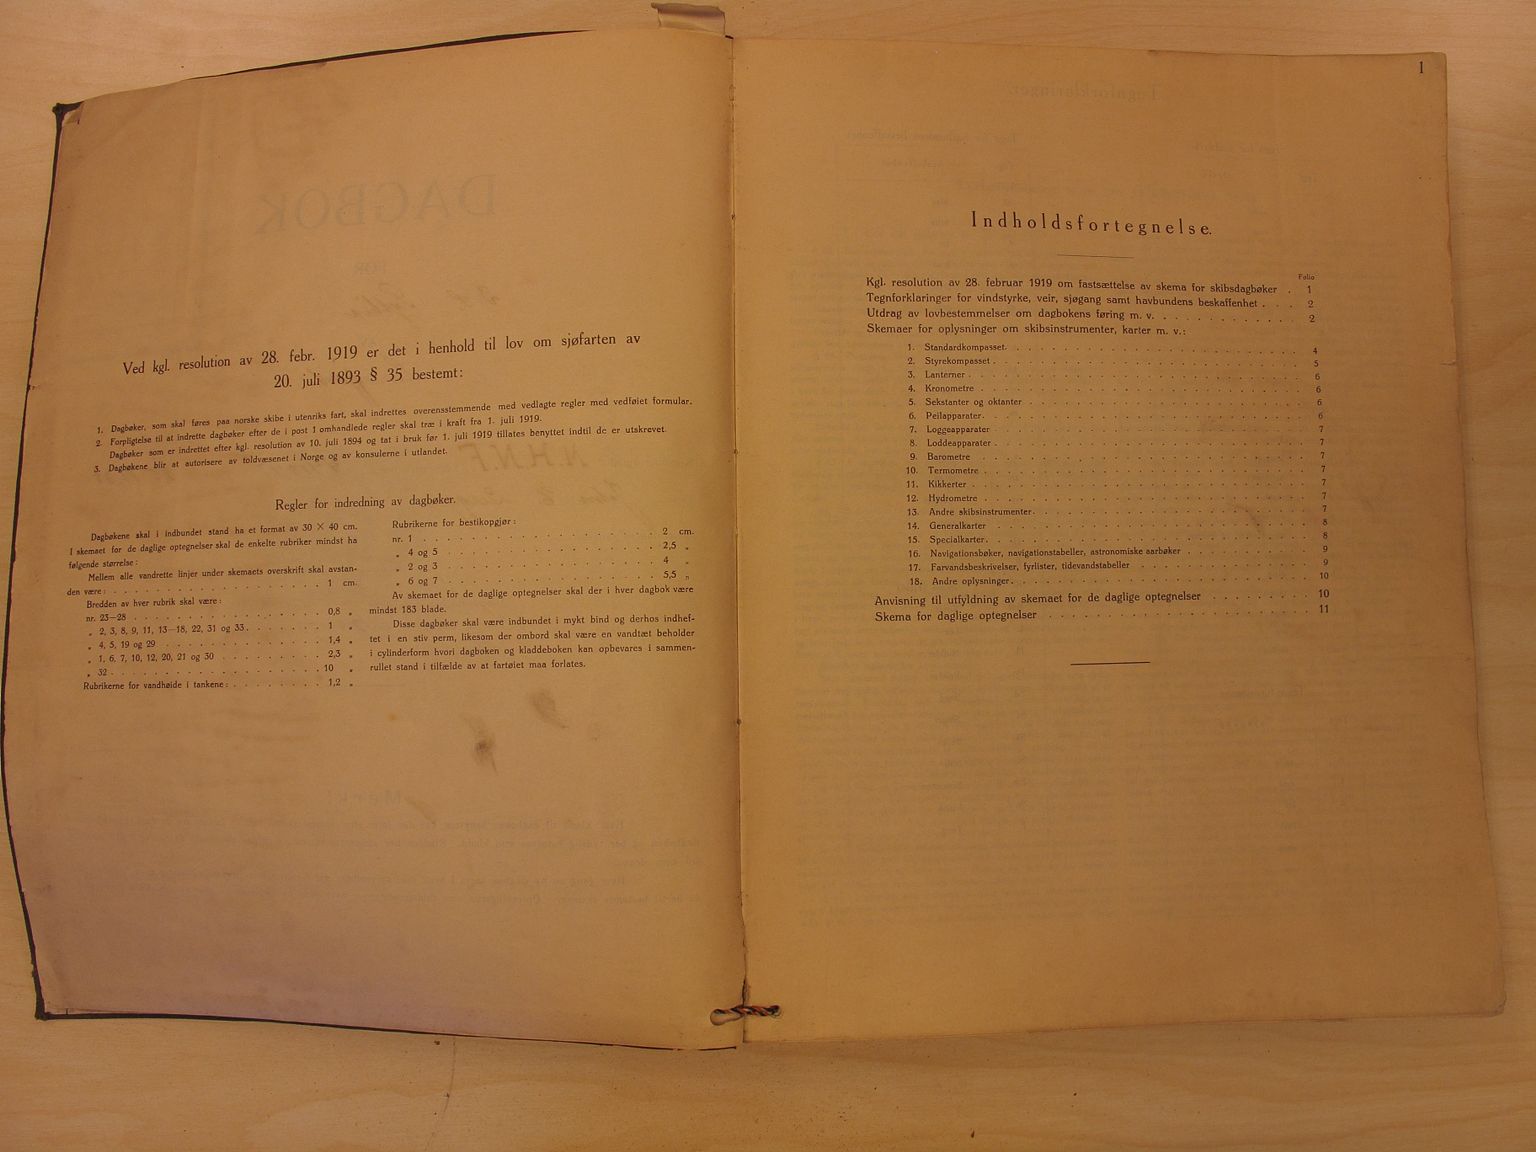 Ved kgl. resolution av 28. febr. 1919 er det i henhold til lov om sjøfarten av
20. juli 1893 § 35 bestemt:
1. Dagbøker, som skal føres paa norske skibe i utenriks fart, skal indrettes overensstemmende med vedlagte regler med vedføiet formular.
2. Forpligtelse til at indrette dagbøker efter de i post 1 omhandlede regler skal træ i kraft fra 1. juli 1919.
Dagbøker som er indrettet efter kgl. resolution av 10. juli 1894 og tat i bruk før 1. juli 1919 tillates benyttet indtil de er utskrevet.
3. Dagbøkene blir at autorisere av toldvæsenet i Norge og av konsulerne i utlandet.
Regler for indredning av dagbøker.
Dagbøkene skal i indbundet stand ha et format av 30 × 40 cm.
I skemaet for de daglige optegnelser skal de enkelte rubriker mindst ha
følgende størrelse:
Mellem alle vandrette linjer under skemaets overskrift skal avstan-
den være: . . . . . . . . . . . . . . . 1 cm.
Bredden av hver rubrik skal være:
nr. 23—28 . . . . . . . . . . . . . 0,8 „
„ 2, 3, 8, 9, 11, 13—18, 22, 31 og 33 . . . . . . 1 „
„ 4, 5, 19 og 29 . . . . . . . . . . . 1,4 „
„ 1, 6, 7, 10, 12, 20, 21 og 30 . . . . . . . . 2,3 „
„ 32 . . . . . . . . . . . . . . . 10 „
Rubrikerne for vandhøide i tankene: . . . . . . . 1,2 „
Rubrikerne for bestikopgjør:
nr. 1 . . . . . . . . . . . . . . . 2 cm.
„ 4 og 5 . . . . . . . . . . . . . . 2,5 „
„ 2 og 3 . . . . . . . . . . . . . . 4 „
„ 6 og 7 . . . . . . . . . . . . . . 5,5 „
Av skemaet for de daglige optegnelser skal der i hver dagbok være
mindst 183 blade.
Disse dagbøker skal være indbundet i mykt bind og derhos indhef-
tet i en stiv perm, likesom der ombord skal være en vandtæt beholder
i cylinderform hvori dagboken og kladdeboken kan opbevares i sammen-
rullet stand i tilfælde av at fartøiet maa forlates.
1
Indholdsfortegnelse.
Folio
Kgl. resolution av 28. februar 1919 om fastsættelse av skema for skibsdagbøker . 1
Tegnforklaringer for vindstyrke, veir, sjøgang samt havbundens beskaffenhet . . . 2
Utdrag av lovbestemmelser om dagbokens føring m. v. . . . . . . . . . 2
Skemaer for oplysninger om skibsinstrumenter, karter m. v.:
1. Standardkompasset. . . . . . . . . . . . . 4
2. Styrekompasset . . . . . . . . . . . . . 5
3. Lanterner . . . . . . . . . . . . . . 6
4. Kronometre . . . . . . . . . . . . . . 6
5. Sekstanter og oktanter . . . . . . . . . . . . 6
6. Peilapparater. . . . . . . . . . . . . . 6
7. Loggeapparater . . . . . . . . . . . . . 7
8. Loddeapparater . . . . . . . . . . . . . 7
9. Barometre . . . . . . . . . . . . . . 7
10. Termometre . . . . . . . . . . . . . . 7
11. Kikkerter . . . . . . . . . . . . . . 7
12. Hydrometre . . . . . . . . . . . . . . 7
13. Andre skibsinstrumenter. . . . . . . . . . . . 7
14. Generalkarter . . . . . . . . . . . . . 8
15. Specialkarter. . . . . . . . . . . . . . 8
16. Navigationsbøker, navigationstabeller, astronomiske aarbøker . . . . . 9
17. Farvandsbeskrivelser, fyrlister, tidevandstabeller . . . . . . . 9
18. Andre oplysninger. . . . . . . . . . . . . 10
Anvisning til utfyldning av skemaet for de daglige optegnelser . . . . . . . 10
Skema for daglige optegnelser . . . . . . . . . . . . . 11